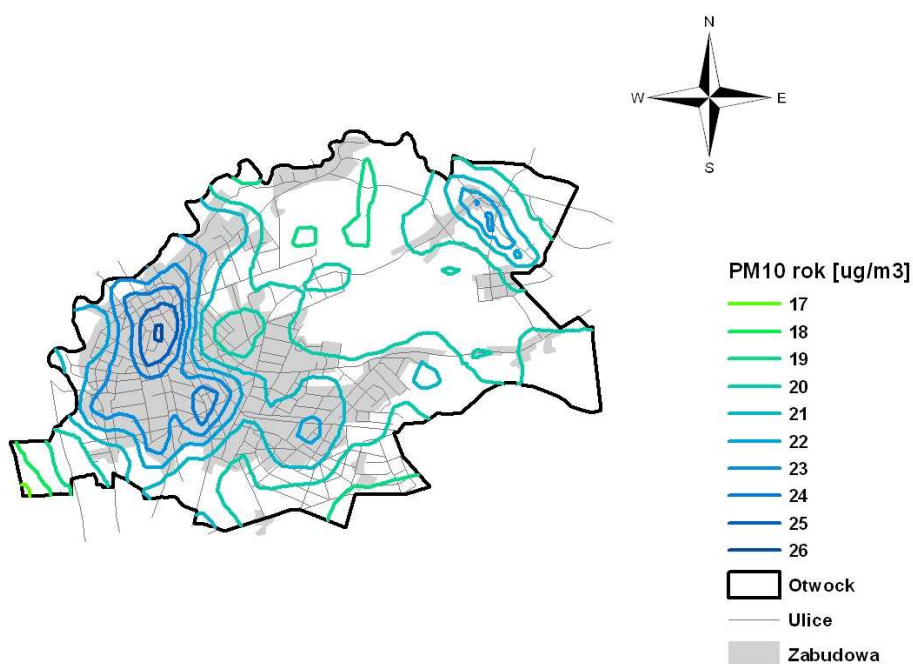 N
W E
S
PM10 rok [ug/m3]
17
18
19
20
21
22
23
24
25
26
Otwock
Ulice
Zabudowa